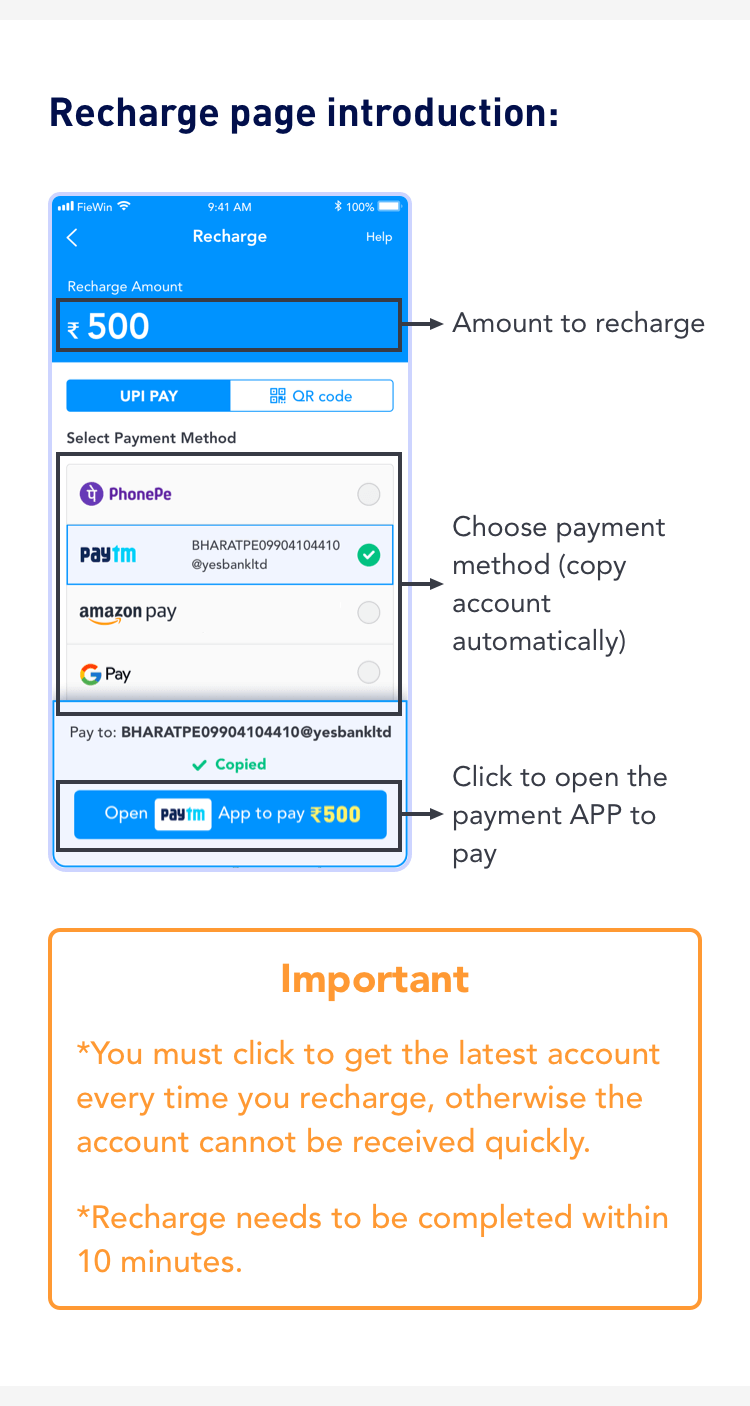 Recharge page introduction:
FieWin 9:41 AM 100%
Recharge Help
Recharge Amount
₹ 500
Amount to recharge
UPI PAY QR code
Select Payment Method
पे PhonePe
paytm BHARATPE09904104410
@yesbankltd
amazon pay
G Pay
Choose payment
method (copy
account
automatically)
Pay to: BHARATPE09904104410@yesbankltd
Copied
Open paytm App to pay ₹500
Click to open the
payment APP to
pay
Important
*You must click to get the latest account
every time you recharge, otherwise the
account cannot be received quickly.
*Recharge needs to be completed within
10 minutes.